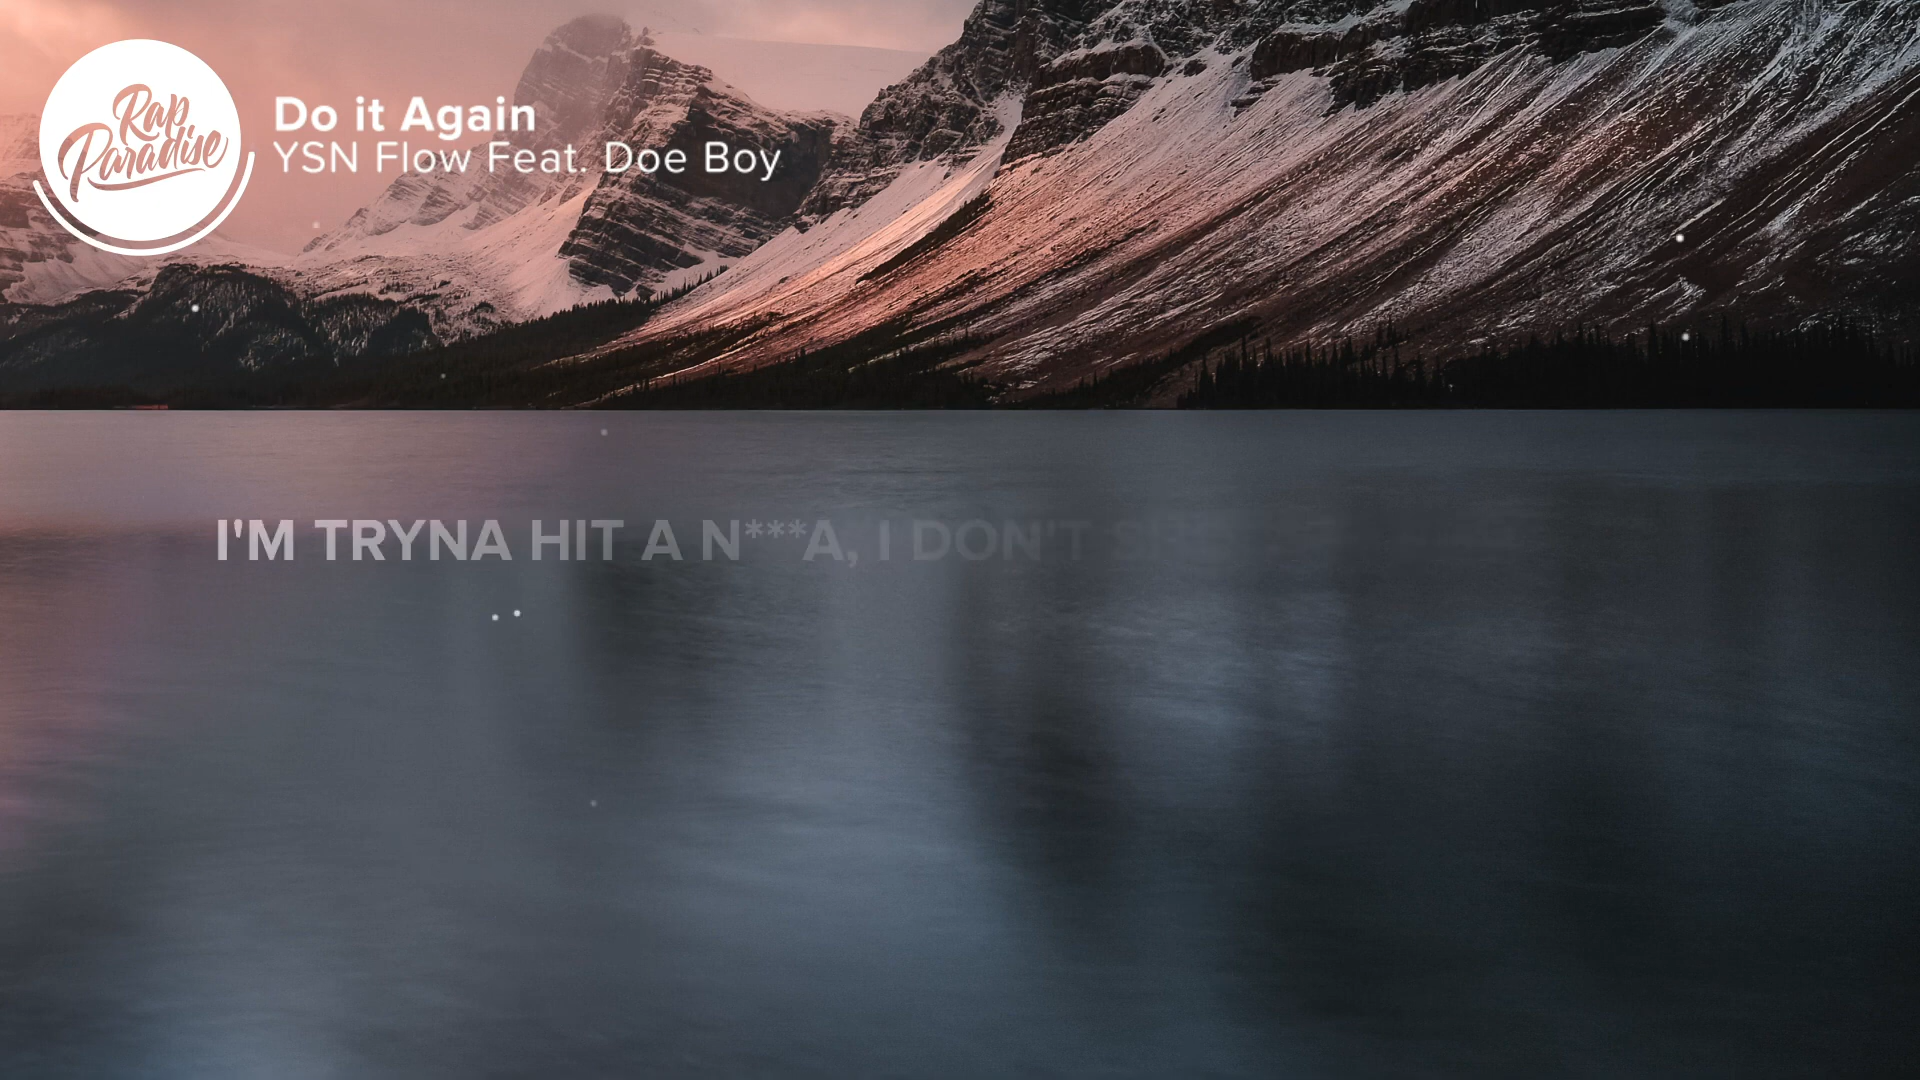 Rap
Paradise
Do it Again
YSN Flow Feat. Doe Boy
I'M TRYNA HIT A N***A, I DON'T